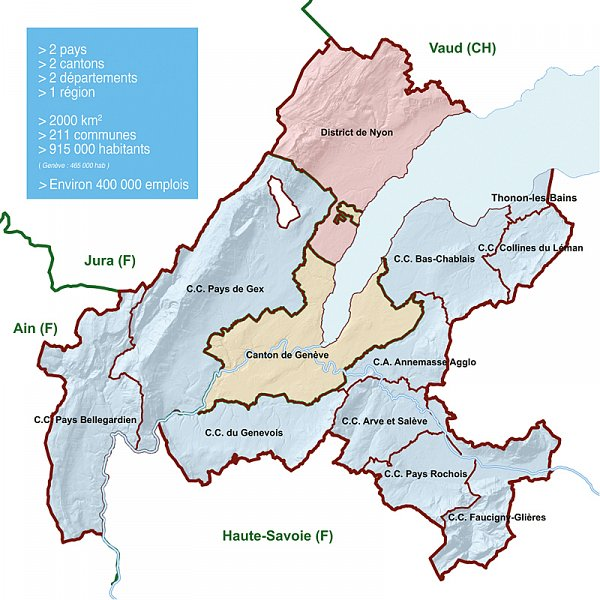 > 2 pays
> 2 cantons
> 2 départements
> 1 région
> 2000 km²
> 211 communes
> 915 000 habitants
( Genève : 465 000 hab )
> Environ 400 000 emplois
Vaud (CH)
District de Nyon
Thonon-les Bains
C.C. Collines du Léman
C.C. Bas-Chablais
Jura (F)
C.C. Pays de Gex
Ain (F)
Canton de Genève
C.A. Annemasse Agglo
C.C. Pays Bellegardien
C.C. du Genevois
C.C. Arve et Salève
C.C. Pays Rochois
C.C. Faucigny-Glières
Haute-Savoie (F)